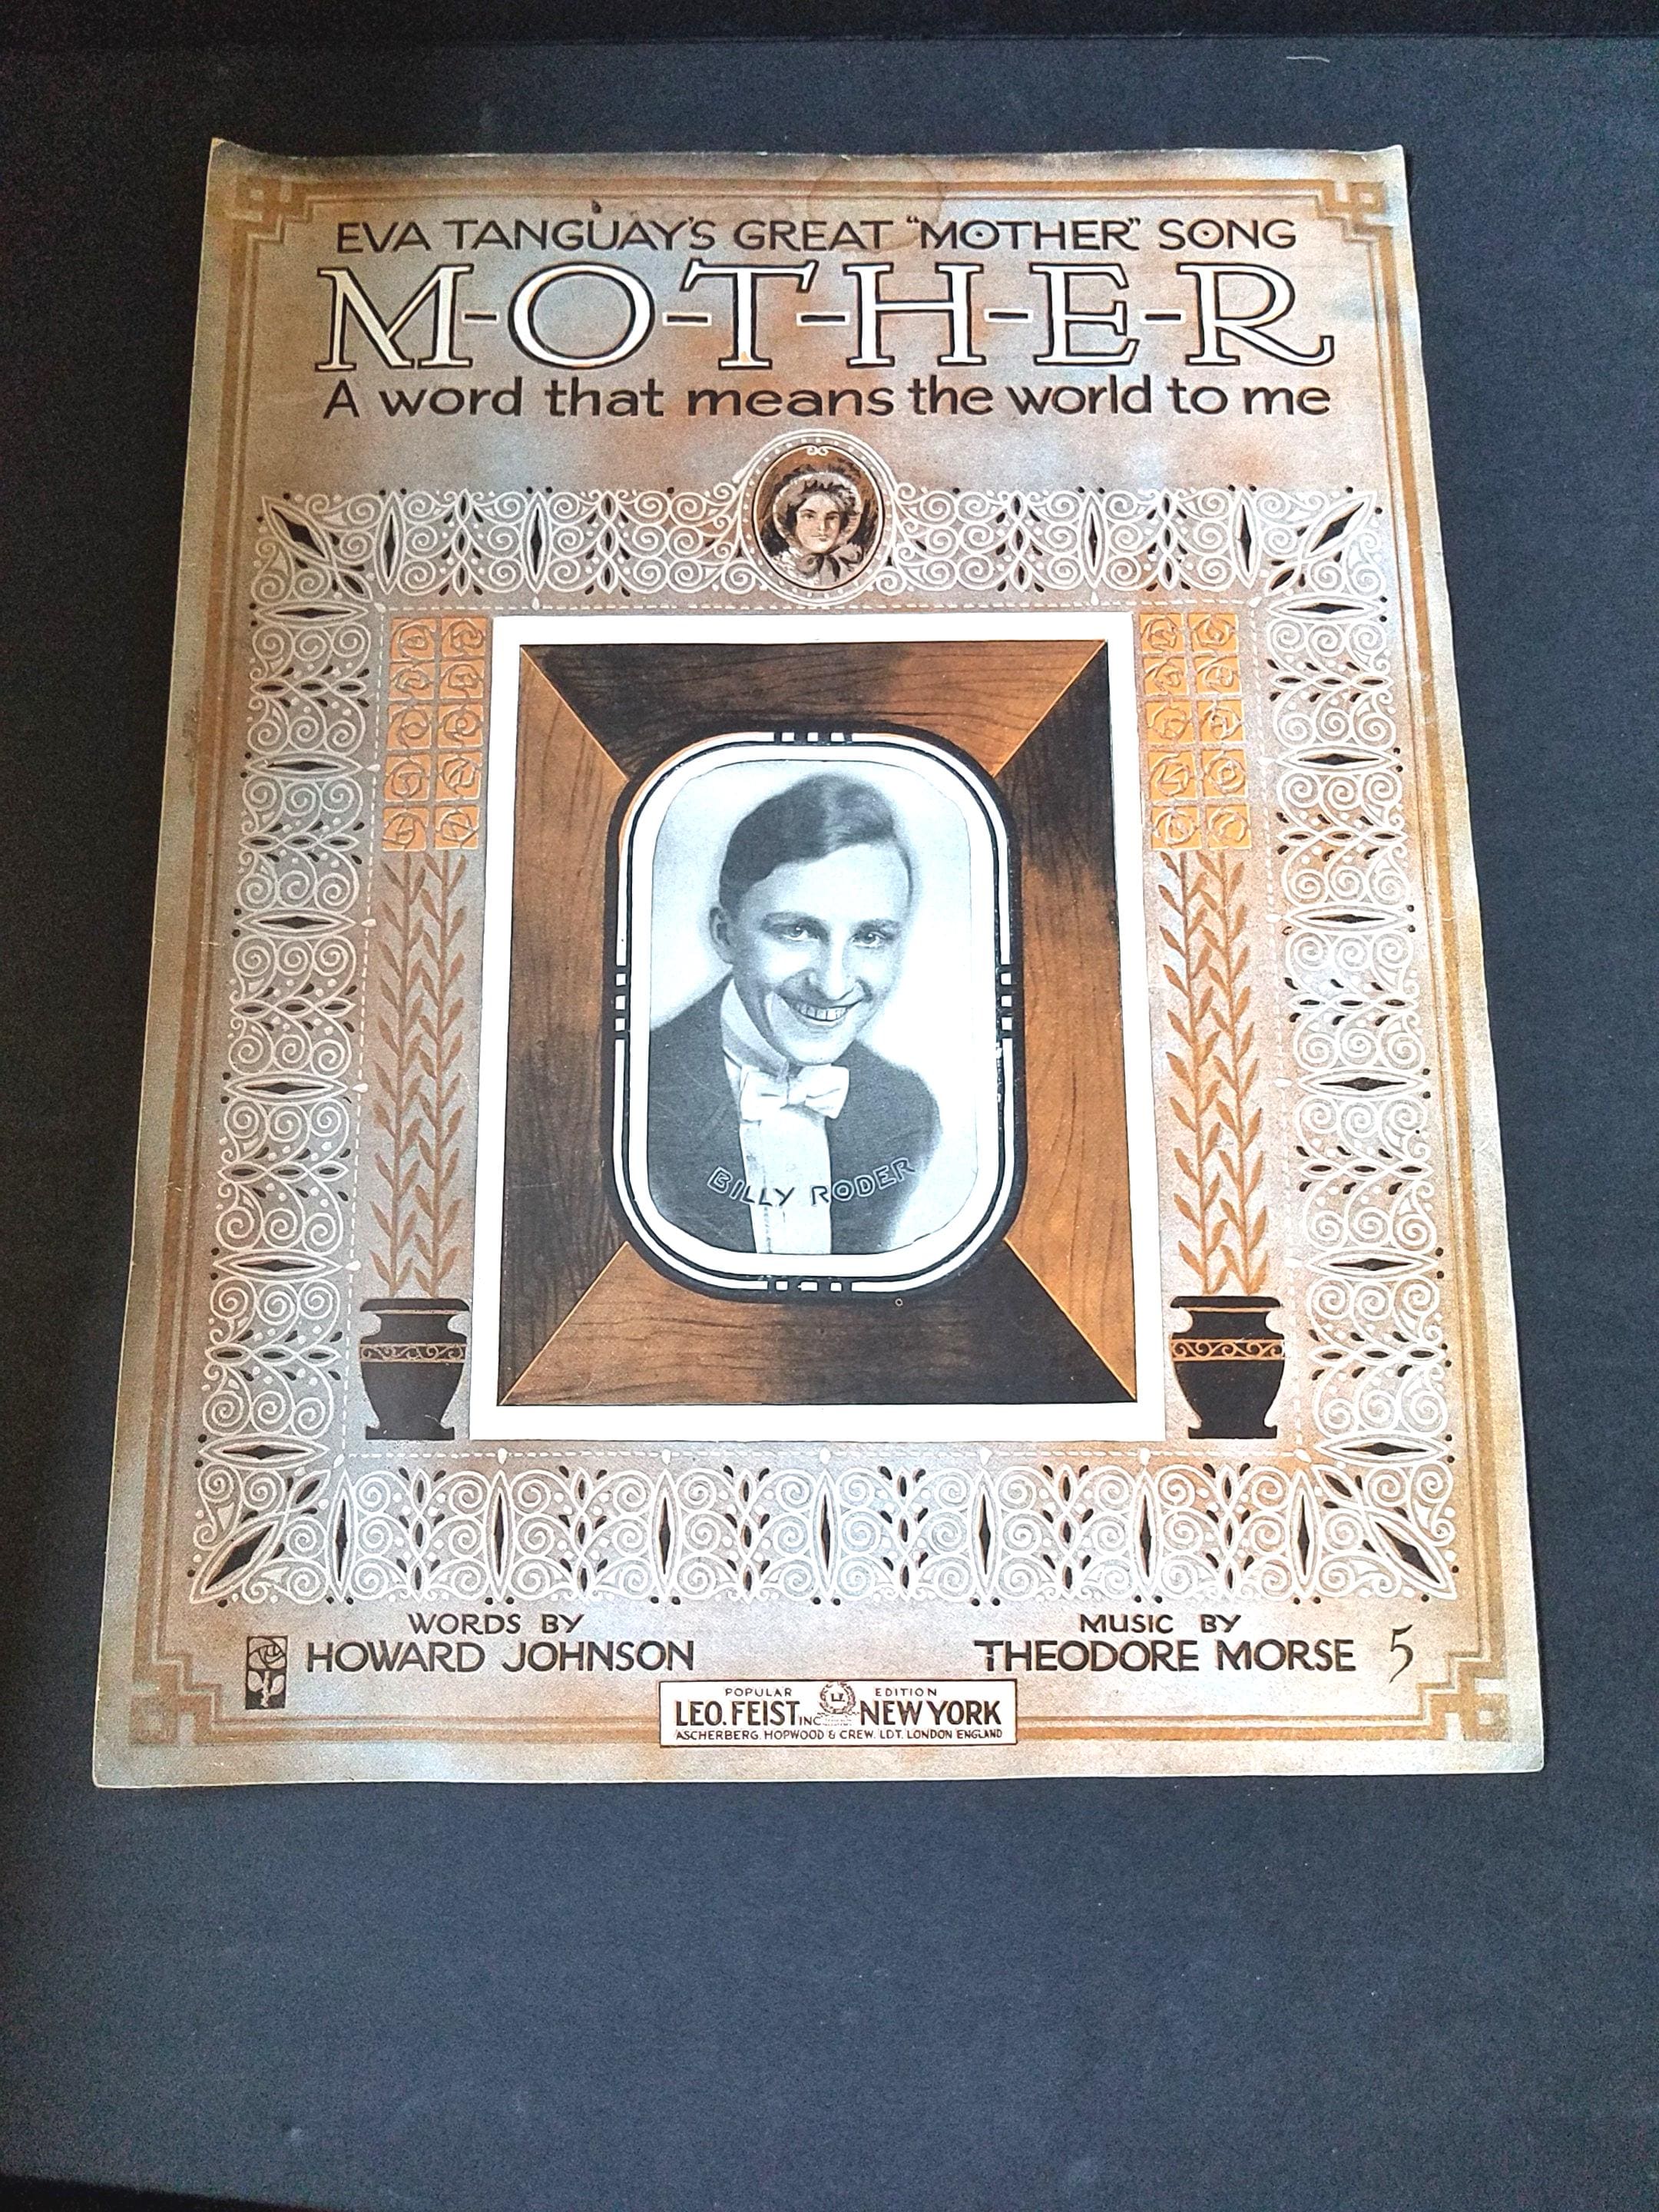 EVA TANGUAY'S GREAT "MOTHER" SONG
M-O-T-H-E-R
A word that means the world to me
BILLY RODER
WORDS BY
HOWARD JOHNSON
MUSIC BY
THEODORE MORSE 5
POPULAR EDITION
LEO. FEIST INC NEW YORK
ASCHERBERG, HOPWOOD & CREW, LDT. LONDON ENGLAND